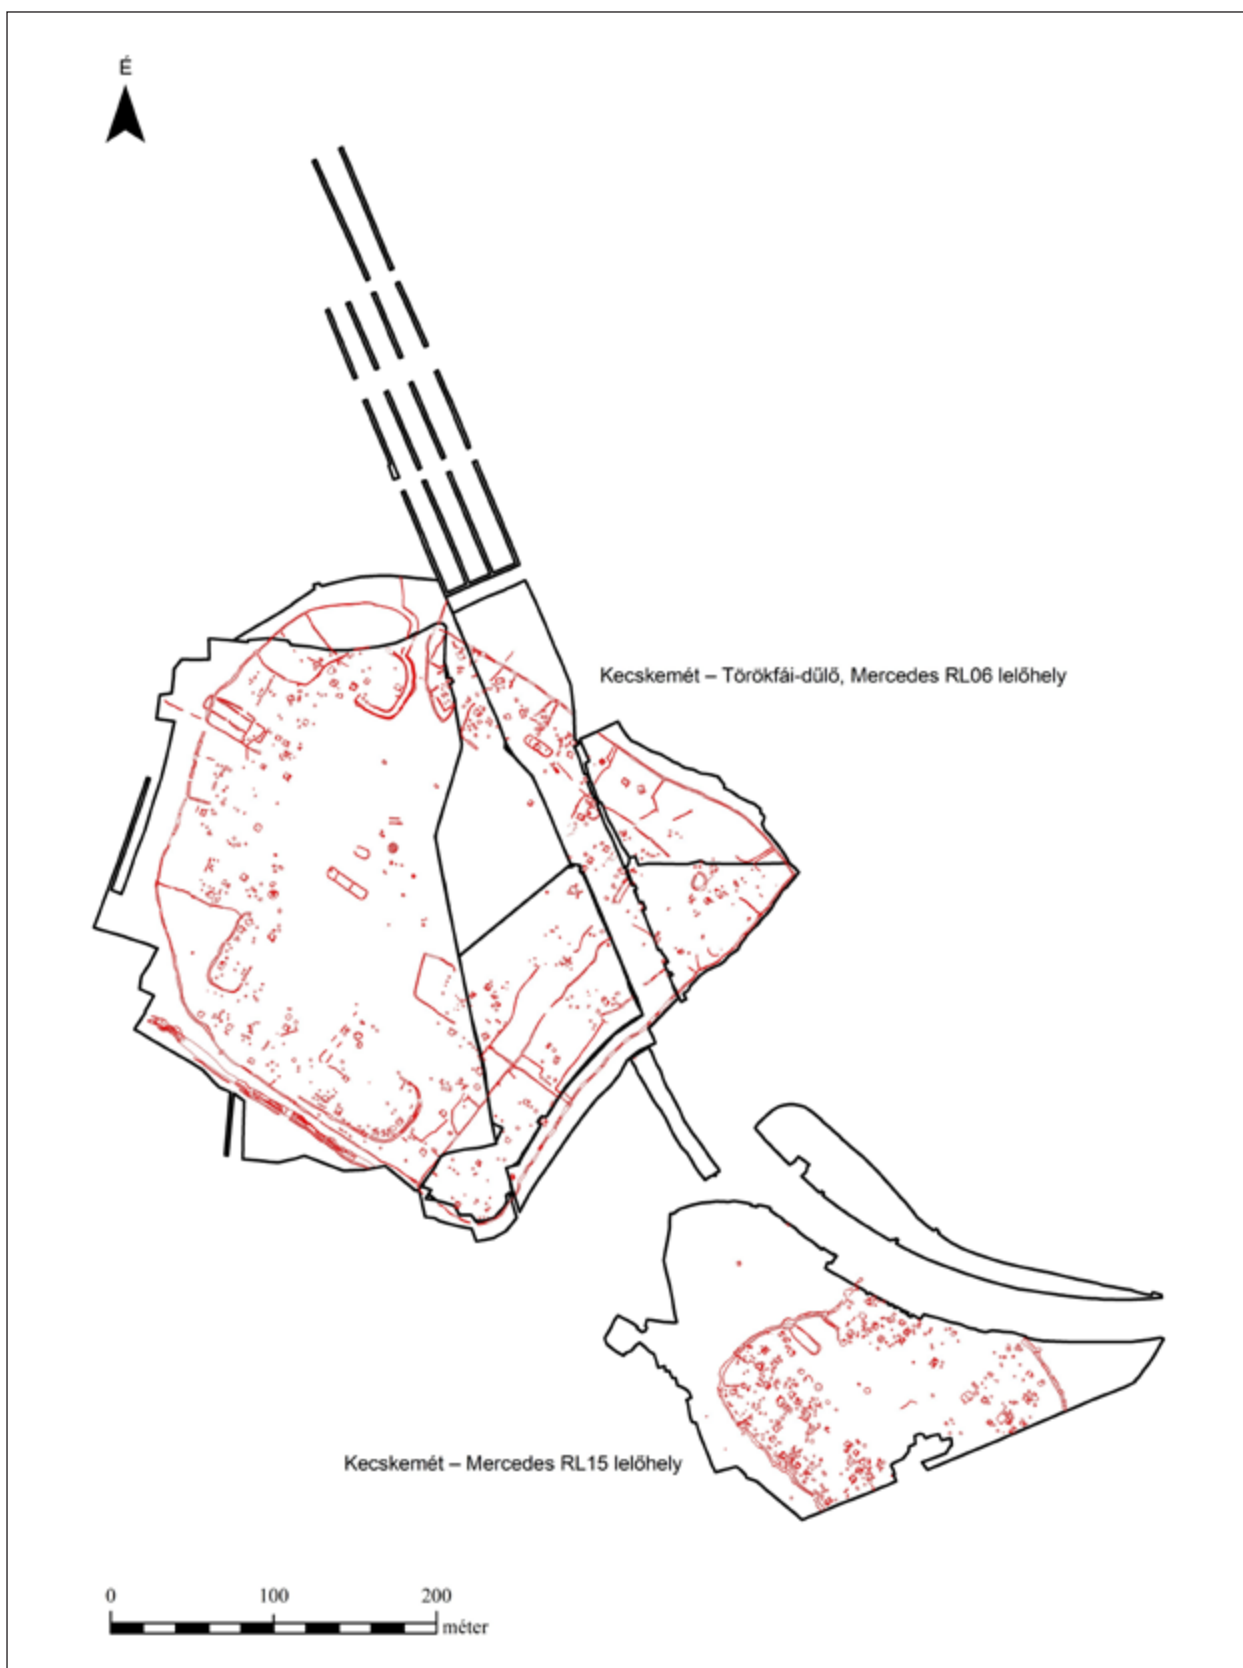 É
Kecskemét – Törökfái-dűlő, Mercedes RL06 lelőhely
Kecskemét – Mercedes RL15 lelőhely
0 100 200
méter